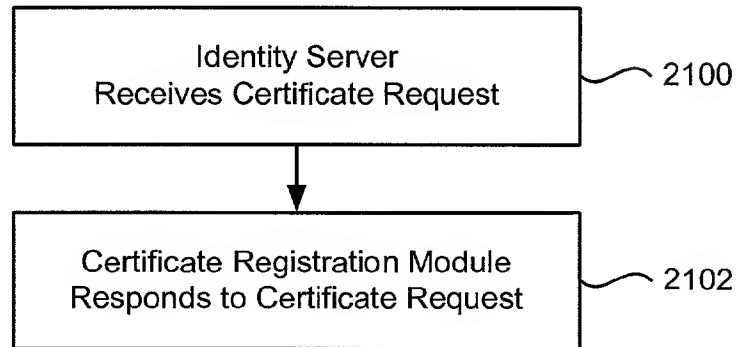 Identity Server
Receives Certificate Request
2100
Certificate Registration Module
Responds to Certificate Request
2102